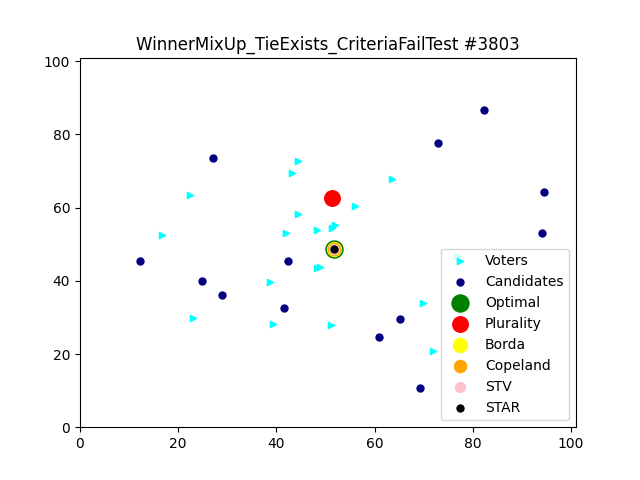 WinnerMixUp_TieExists_CriteriaFailTest #3803
100
80
60
40
20
0
0 20 40 60 80 100
Voters
Candidates
Optimal
Plurality
Borda
Copeland
STV
STAR